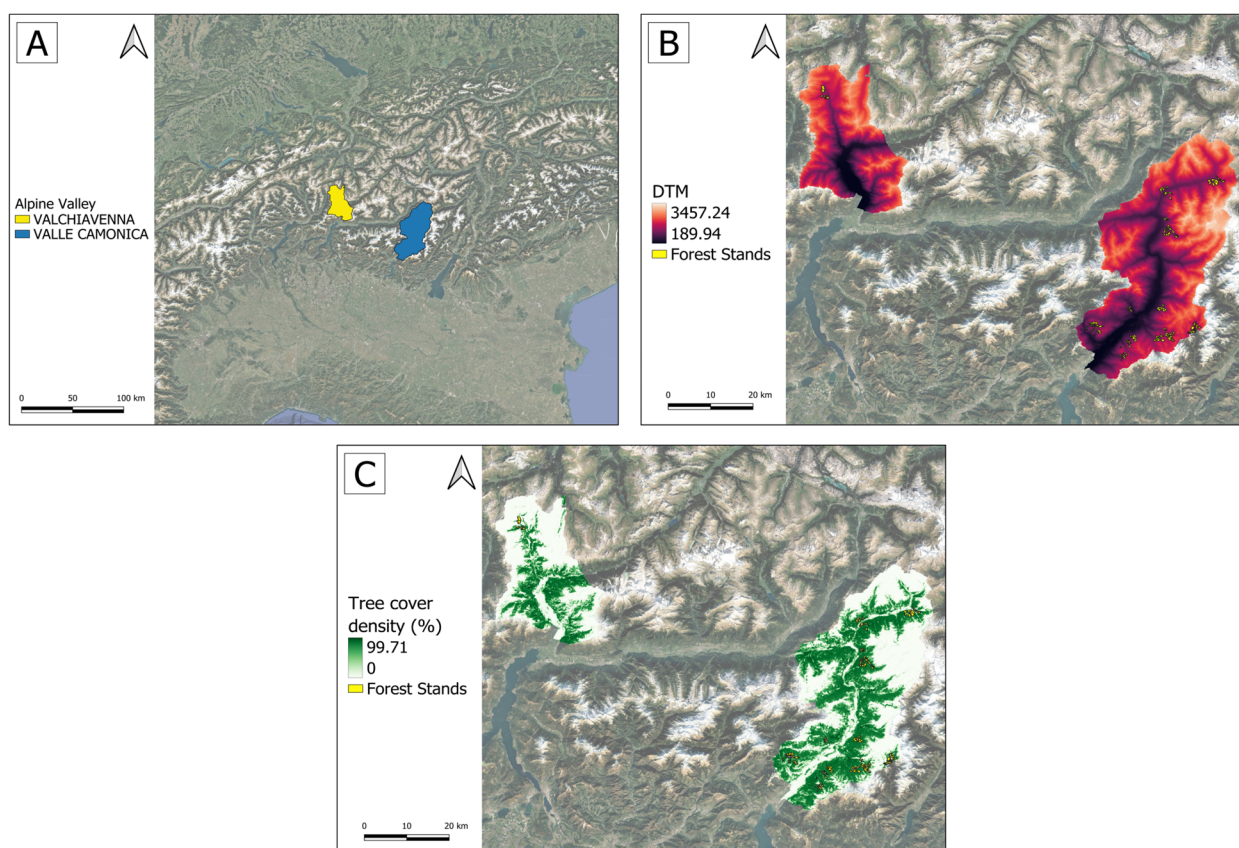 A
Alpine Valley
VALCHIAVENNA
VALLE CAMONICA
0 50 100 km
B
DTM
3457.24
189.94
Forest Stands
0 10 20 km
C
Tree cover
density (%)
99.71
0
Forest Stands
0 10 20 km